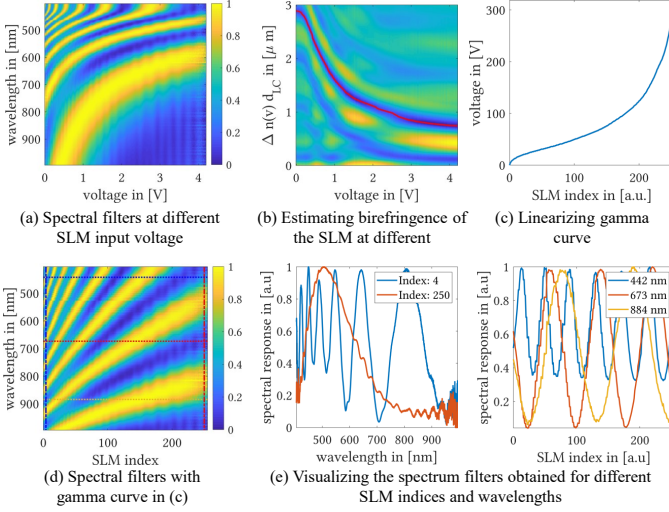 wavelength in [nm]
500
600
700
800
900
0
1
2
3
4
voltage in [V]
1
0.8
0.6
0.4
0.2
0
(a) Spectral filters at different
SLM input voltage
Δ n(v) d_LC in [μ m]
3
2
1
0
0
1
2
3
4
voltage in [V]
(b) Estimating birefringence of
the SLM at different
voltage in [V]
300
200
100
0
0
100
200
SLM index in [a.u.]
(c) Linearizing gamma
curve
wavelength in [nm]
500
600
700
800
900
0
100
200
SLM index
1
0.8
0.6
0.4
0.2
0
(d) Spectral filters with
gamma curve in (c)
spectral response in [a.u]
1
0.8
0.6
0.4
0.2
0
500 600 700 800 900
wavelength in [nm]
Index: 4
Index: 250
spectral response in [a.u]
1
0.8
0.6
0.4
0.2
0
100
200
SLM index in [a.u]
442 nm
673 nm
884 nm
(e) Visualizing the spectrum filters obtained for different
SLM indices and wavelengths